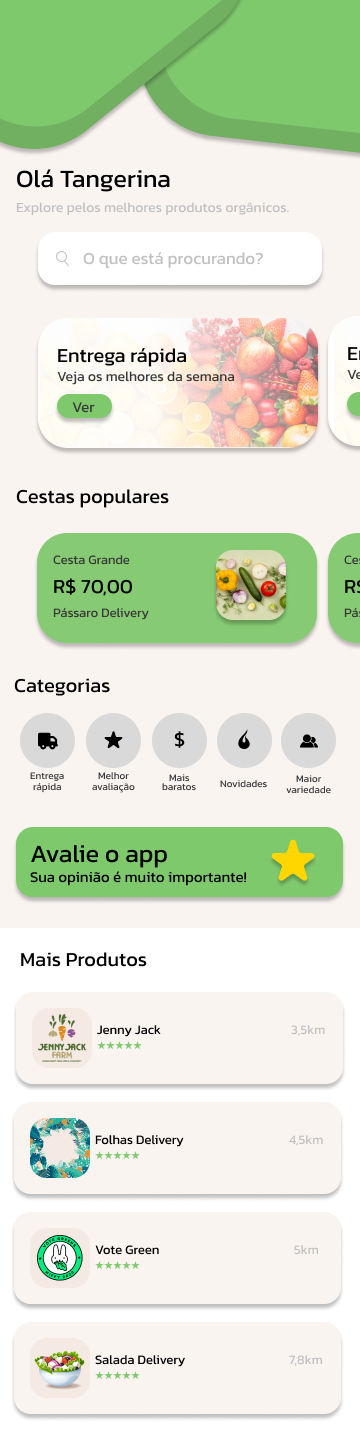 Olá Tangerina
Explore pelos melhores produtos orgânicos.
O que está procurando?
Entrega rápida
Veja os melhores da semana
Ver
Cestas populares
Cesta Grande
R$ 70,00
Pássaro Delivery
Categorias
$
Entrega
rápida
Melhor
avaliação
Mais
baratos
Novidades
Maior
variedade
Avalie o app
Sua opinião é muito importante!
Mais Produtos
JENNY JACK
FARM
Jenny Jack
3,5km
Folhas Delivery
4,5km
VOTE GREEN
Vote Green
5km
Salada Delivery
7,8km